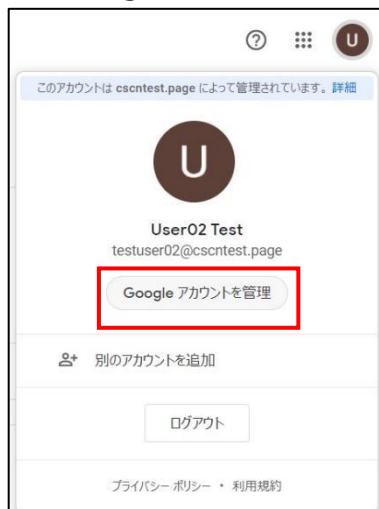 U
このアカウントは cscntest.page によって管理されています。詳細
U
User02 Test
testuser02@cscntest.page
Google アカウントを管理
別のアカウントを追加
ログアウト
プライバシー ポリシー ・ 利用規約